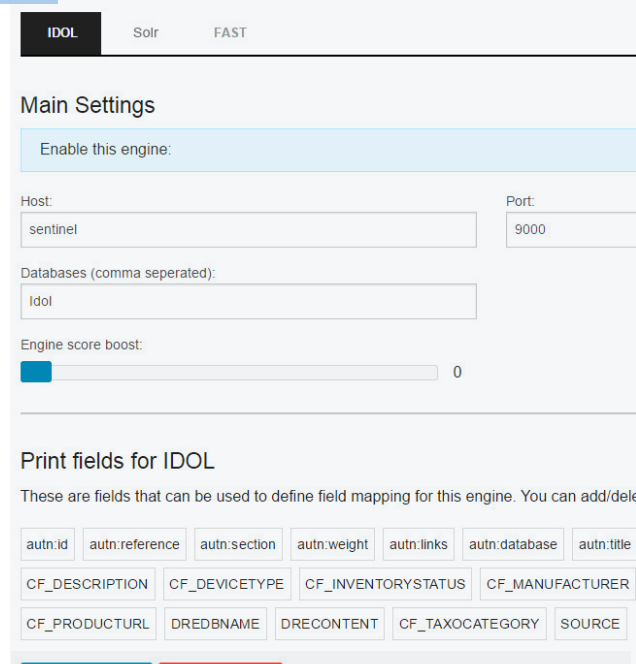 IDOL Solr FAST
Main Settings
Enable this engine:
Host: Port:
sentinel 9000
Databases (comma seperated):
Idol
Engine score boost:
0
Print fields for IDOL
These are fields that can be used to define field mapping for this engine. You can add/dele
autn:id autn:reference autn:section autn:weight autn:links autn:database autn:title
CF_DESCRIPTION CF_DEVICETYPE CF_INVENTORYSTATUS CF_MANUFACTURER
CF_PRODUCTURL DREDBNAME DRECONTENT CF_TAXOCATEGORY SOURCE